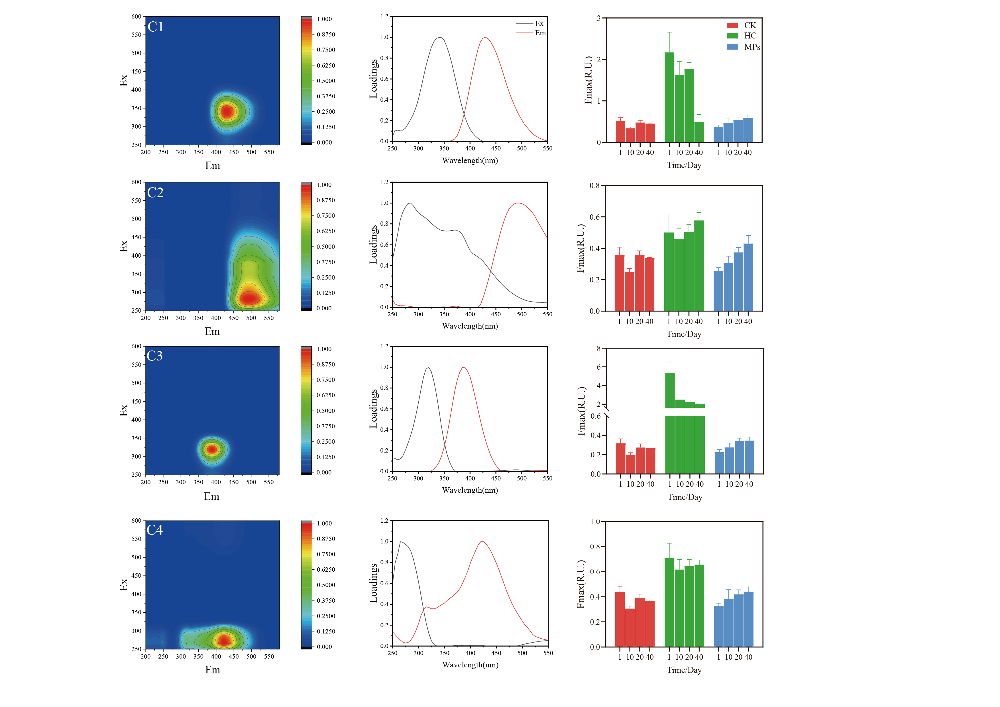 C1
600
550
500
450
400
350
300
250
200 250 300 350 400 450 500 550
Ex
Em
1.000
0.8750
0.7500
0.6250
0.5000
0.3750
0.2500
0.1250
0.000
1.2
1.0
0.8
0.6
0.4
0.2
0.0
250 300 350 400 450 500 550
Loadings
Wavelength(nm)
Ex
Em
3
2
1
0
Fmax(R.U.)
CK
HC
MPs
1 10 20 40 1 10 20 40 1 10 20 40
Time/Day
C2
600
550
500
450
400
350
300
250
200 250 300 350 400 450 500 550
Ex
Em
1.000
0.8750
0.7500
0.6250
0.5000
0.3750
0.2500
0.1250
0.000
1.2
1.0
0.8
0.6
0.4
0.2
0.0
250 300 350 400 450 500 550
Loadings
Wavelength(nm)
0.8
0.6
0.4
0.2
0.0
Fmax(R.U.)
1 10 20 40 1 10 20 40 1 10 20 40
Time/Day
C3
600
550
500
450
400
350
300
250
200 250 300 350 400 450 500 550
Ex
Em
1.000
0.8750
0.7500
0.6250
0.5000
0.3750
0.2500
0.1250
0.000
1.2
1.0
0.8
0.6
0.4
0.2
0.0
250 300 350 400 450 500 550
Loadings
Wavelength(nm)
8
6
4
2
0.6
0.4
0.2
0.0
Fmax(R.U.)
1 10 20 40 1 10 20 40 1 10 20 40
Time/Day
C4
600
550
500
450
400
350
300
250
200 250 300 350 400 450 500 550
Ex
Em
1.000
0.8750
0.7500
0.6250
0.5000
0.3750
0.2500
0.1250
0.000
1.2
1.0
0.8
0.6
0.4
0.2
0.0
250 300 350 400 450 500 550
Loadings
Wavelength(nm)
1.0
0.8
0.6
0.4
0.2
0.0
Fmax(R.U.)
1 10 20 40 1 10 20 40 1 10 20 40
Time/Day